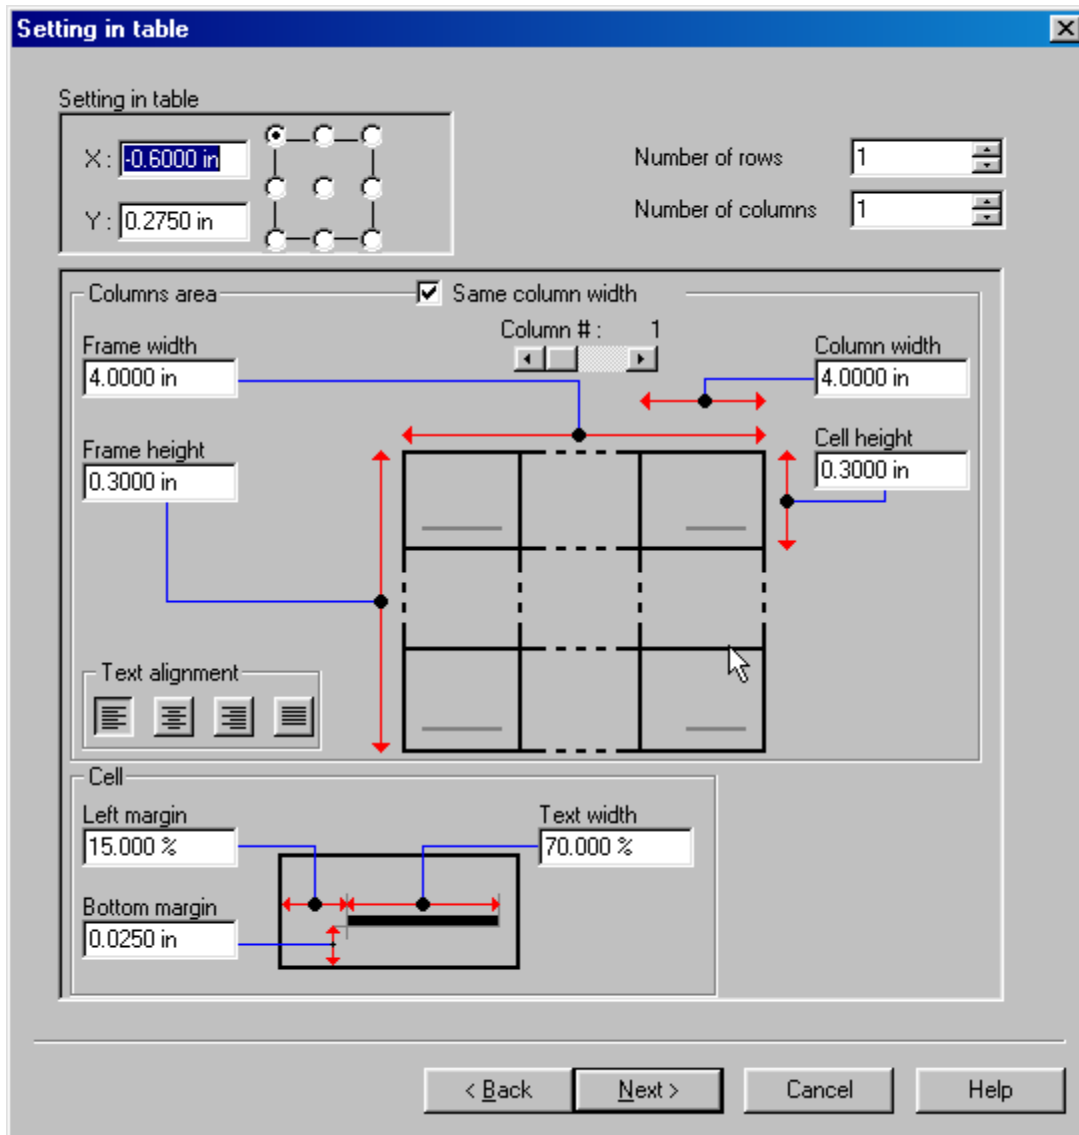 Setting in table
Setting in table
X : -0.6000 in
Y : 0.2750 in
Number of rows 1
Number of columns 1
Columns area
Same column width
Column # : 1
Frame width
4.0000 in
Column width
4.0000 in
Frame height
0.3000 in
Cell height
0.3000 in
Text alignment
Cell
Left margin
15.000 %
Text width
70.000 %
Bottom margin
0.0250 in
< Back Next > Cancel Help